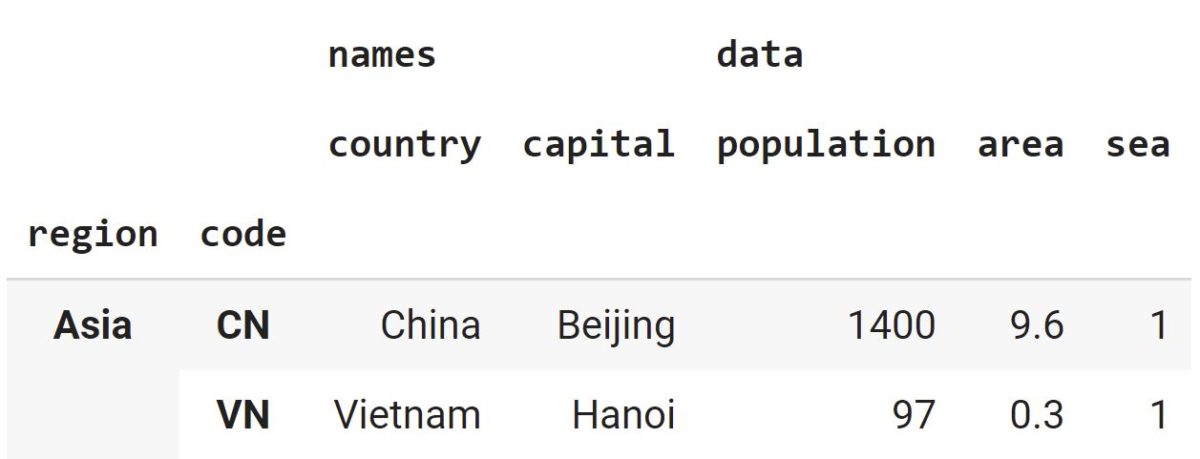 names data
country capital population area sea
region code
Asia CN China Beijing 1400 9.6 1
VN Vietnam Hanoi 97 0.3 1